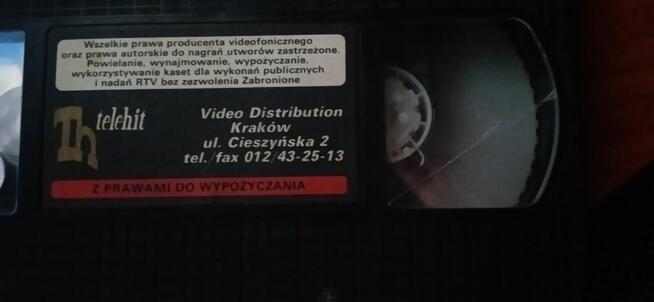 Wszelkie prawa producenta videofonicznego
oraz prawa autorskie do nagrań utworów zastrzeżone.
Powielanie, wynajmowanie, wypożyczanie,
wykorzystywanie kaset dla wykonań publicznych
i nadań RTV bez zezwolenia Zabronione
Th telehit
Video Distribution
Kraków
ul. Cieszyńska 2
tel./fax 012/43-25-13
Z PRAWAMI DO WYPOŻYCZANIA